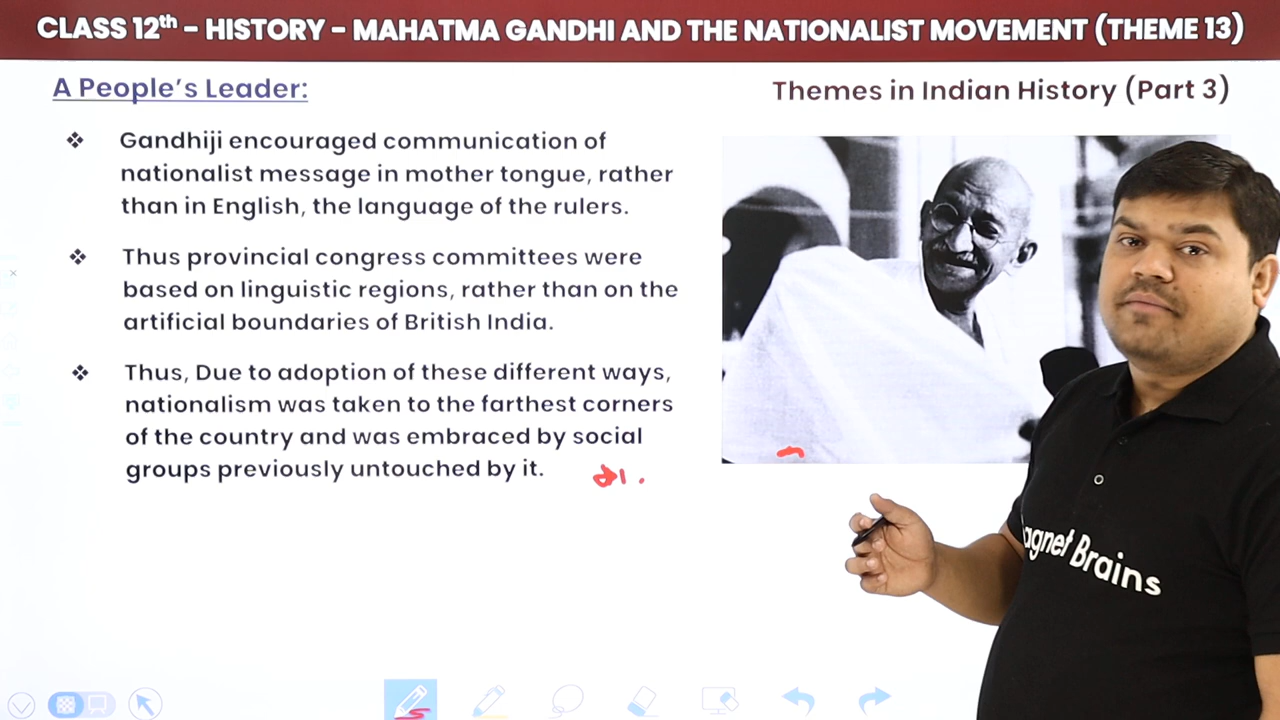 CLASS 12th - HISTORY - MAHATMA GANDHI AND THE NATIONALIST MOVEMENT (THEME 13)
A People's Leader:
Themes in Indian History (Part 3)
❖ Gandhiji encouraged communication of
nationalist message in mother tongue, rather
than in English, the language of the rulers.
❖ Thus provincial congress committees were
based on linguistic regions, rather than on the
artificial boundaries of British India.
❖ Thus, Due to adoption of these different ways,
nationalism was taken to the farthest corners
of the country and was embraced by social
groups previously untouched by it.
agnet Brains